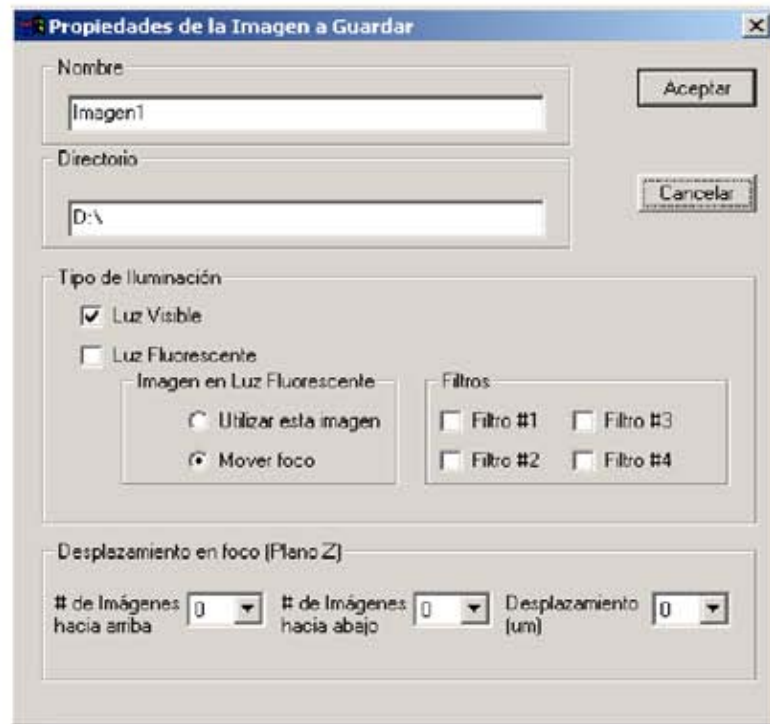 Propiedades de la Imagen a Guardar
Nombre
Imagen1
Aceptar
Directorio
D:\
Cancelar
Tipo de Iluminación
Luz Visible
Luz Fluorescente
Imagen en Luz Fluorescente
Utilizar esta imagen
Mover foco
Filtros
Filtro #1 Filtro #3
Filtro #2 Filtro #4
Desplazamiento en foco (Plano Z)
# de Imágenes hacia arriba 0
# de Imágenes hacia abajo 0
Desplazamiento (um) 0